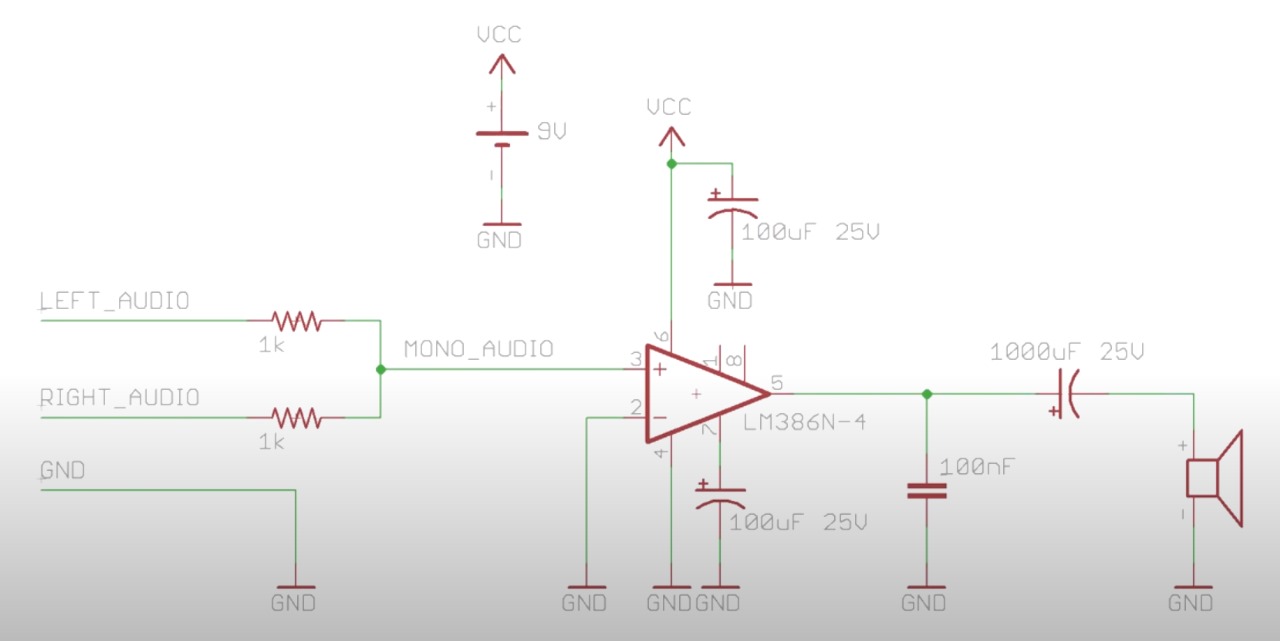 VCC
+
9V
-
GND
VCC
+
100uF 25V
GND
LEFT_AUDIO
1k
MONO_AUDIO
RIGHT_AUDIO
1k
GND
GND
6
3
+
1
8
+
5
2
-
LM386N-4
7
4
GND
GND
+
100uF 25V
GND
1000uF 25V
+
100nF
GND
+
-
GND